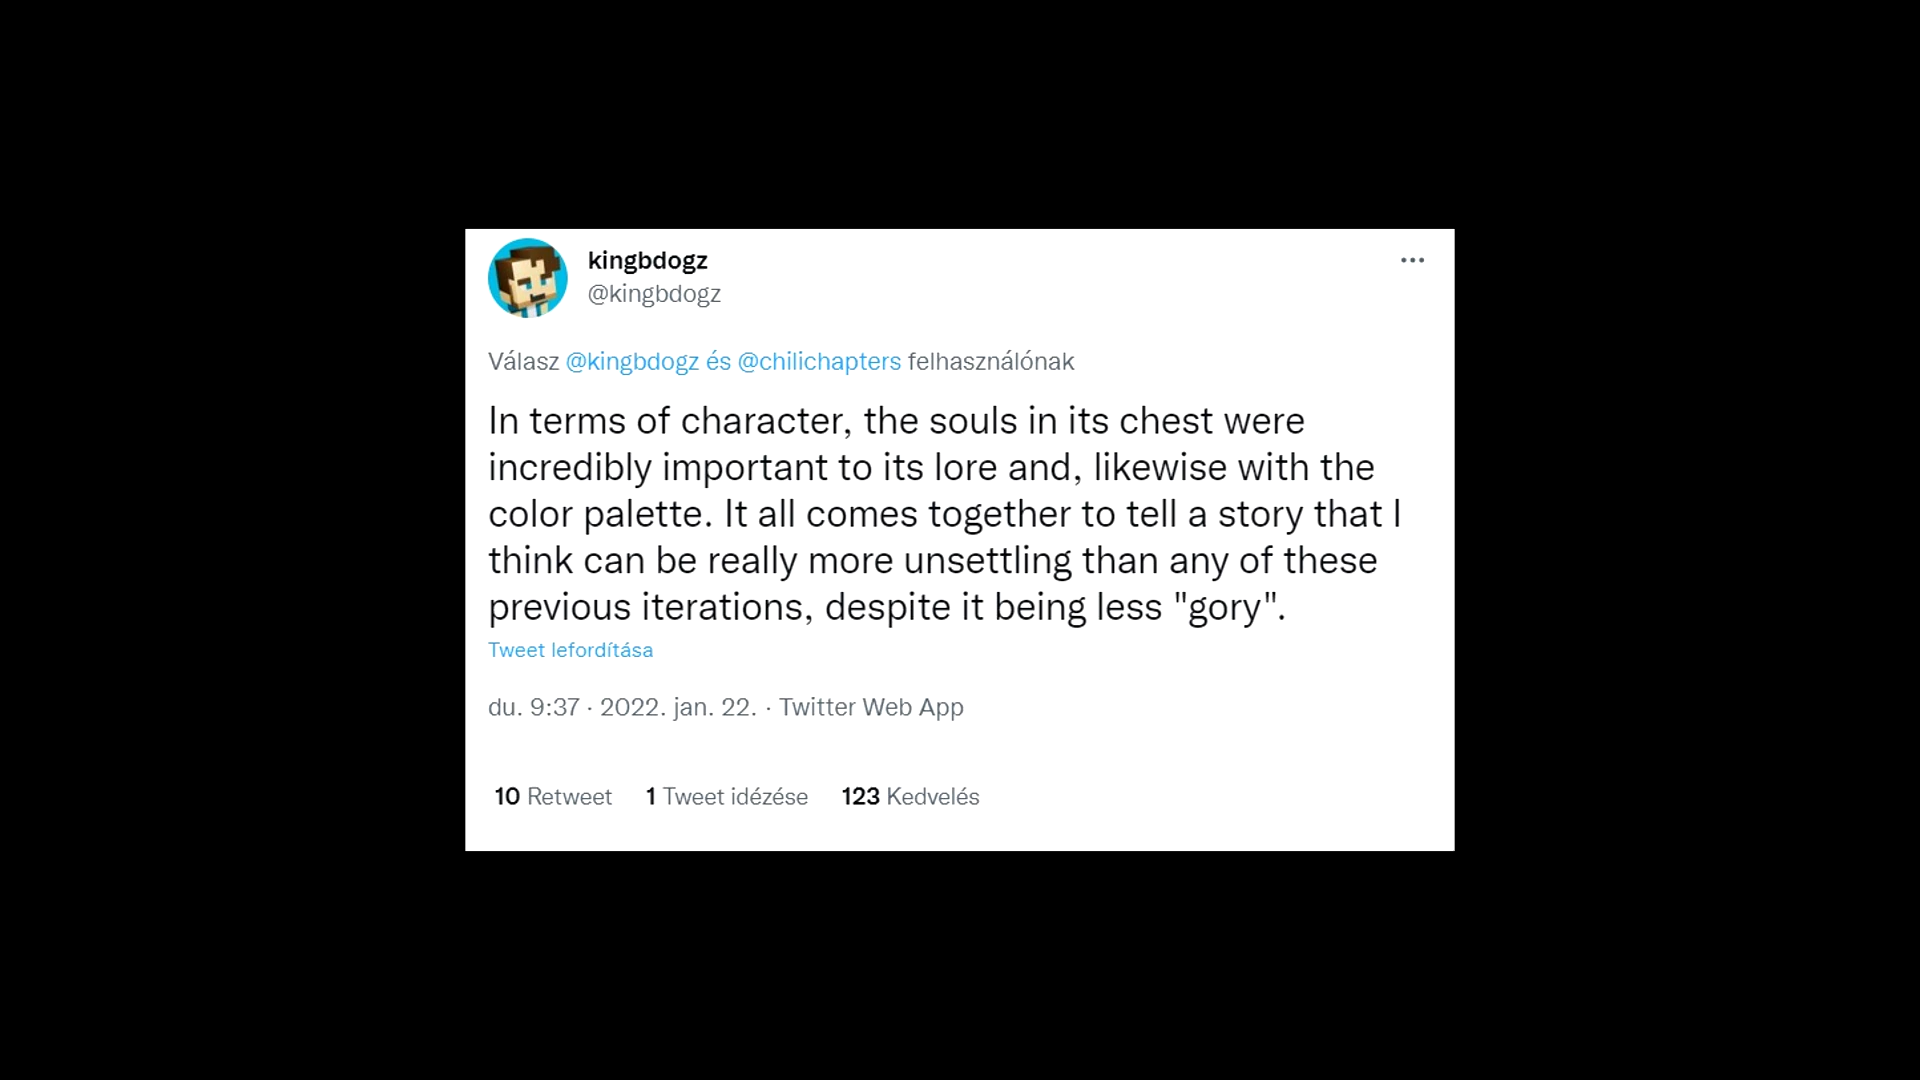 kingbdogz
@kingbdogz
Válasz @kingbdogz és @chilichapters felhasználónak
In terms of character, the souls in its chest were
incredibly important to its lore and, likewise with the
color palette. It all comes together to tell a story that I
think can be really more unsettling than any of these
previous iterations, despite it being less "gory".
Tweet lefordítása
du. 9:37 · 2022. jan. 22. · Twitter Web App
10 Retweet 1 Tweet idézése 123 Kedvelés